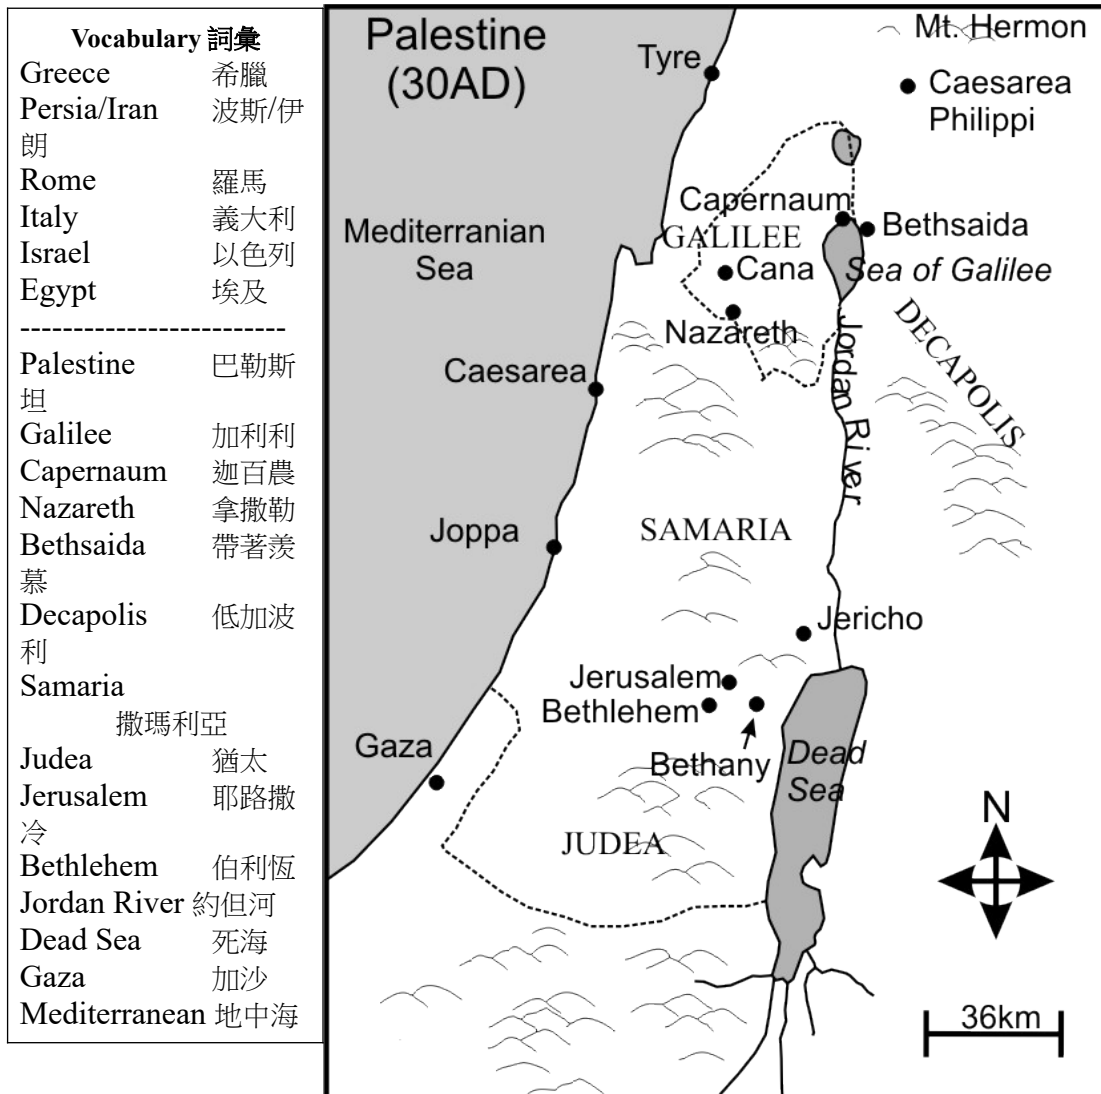 Vocabulary 詞彙
Greece 希臘
Persia/Iran 波斯/伊
朗
Rome 羅馬
Italy 義大利
Israel 以色列
Egypt 埃及
-------------------------
Palestine 巴勒斯
坦
Galilee 加利利
Capernaum 迦百農
Nazareth 拿撒勒
Bethsaida 帶著羨
慕
Decapolis 低加波
利
Samaria
撒瑪利亞
Judea 猶太
Jerusalem 耶路撒
冷
Bethlehem 伯利恆
Jordan River 約但河
Dead Sea 死海
Gaza 加沙
Mediterranean 地中海
Palestine
(30AD)
Mt. Hermon
Tyre
Caesarea
Philippi
Capernaum
Bethsaida
Mediterranian
Sea
GALILEE
Cana
Sea of Galilee
Nazareth
DECAPOLIS
Jordan River
Caesarea
Joppa
SAMARIA
Jericho
Jerusalem
Bethlehem
Bethany
Gaza
Dead
Sea
JUDEA
N
36km